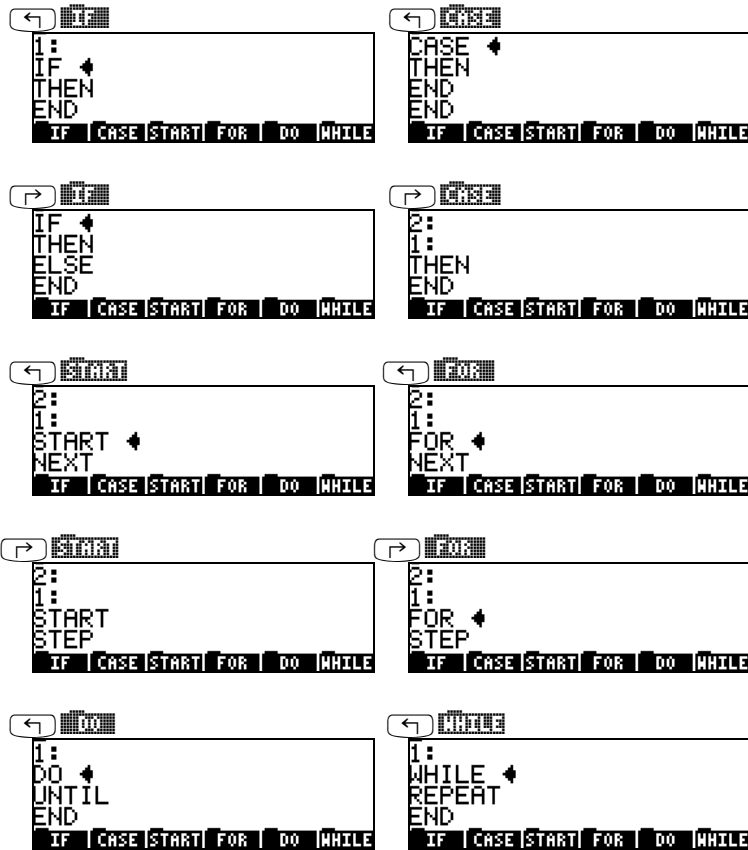 IF
1:
IF
THEN
END
IF CASE START FOR DO WHILE
CASE
CASE
THEN
END
END
IF CASE START FOR DO WHILE
IF
IF
THEN
ELSE
END
IF CASE START FOR DO WHILE
CASE
2:
1:
THEN
END
IF CASE START FOR DO WHILE
START
2:
1:
START
NEXT
IF CASE START FOR DO WHILE
FOR
2:
1:
FOR
NEXT
IF CASE START FOR DO WHILE
START
2:
1:
START
STEP
IF CASE START FOR DO WHILE
FOR
2:
1:
FOR
STEP
IF CASE START FOR DO WHILE
DO
1:
DO
UNTIL
END
IF CASE START FOR DO WHILE
WHILE
1:
WHILE
REPEAT
END
IF CASE START FOR DO WHILE